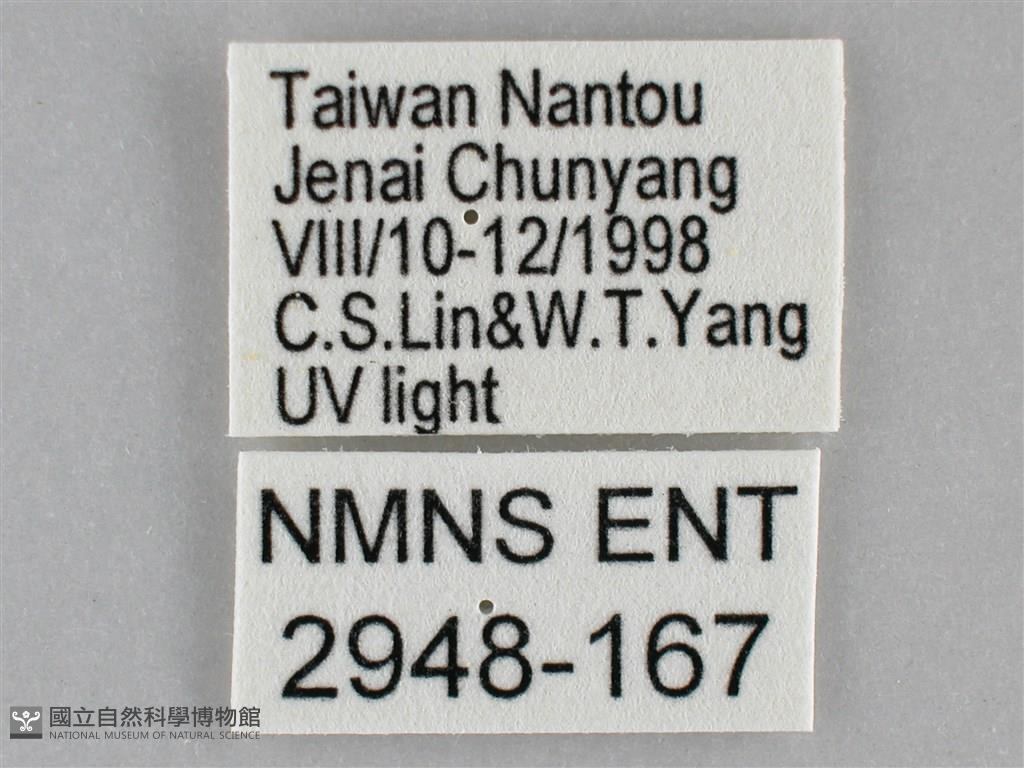 Taiwan Nantou
Jenai Chunyang
VIII/10-12/1998
C.S.Lin&W.T.Yang
UV light
NMNS ENT
2948-167
國立自然科學博物館
NATIONAL MUSEUM OF NATURAL SCIENCE